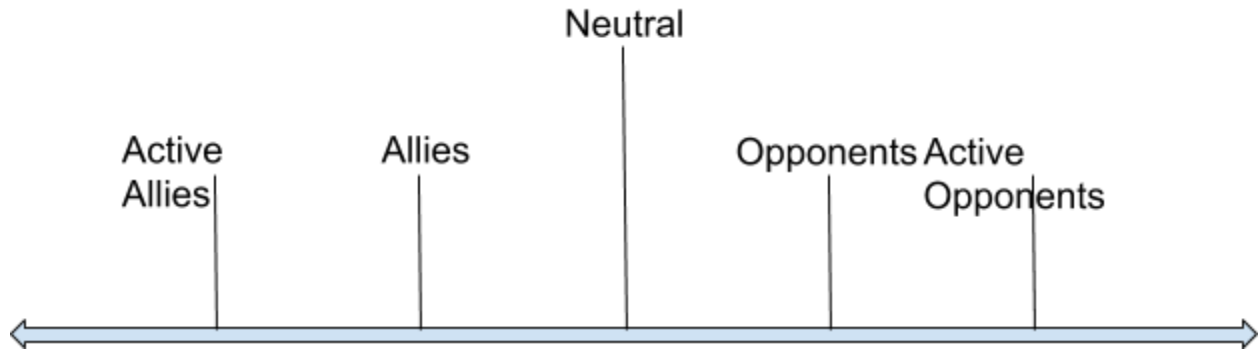 Neutral
Active
Allies
Allies
Opponents
Active
Opponents